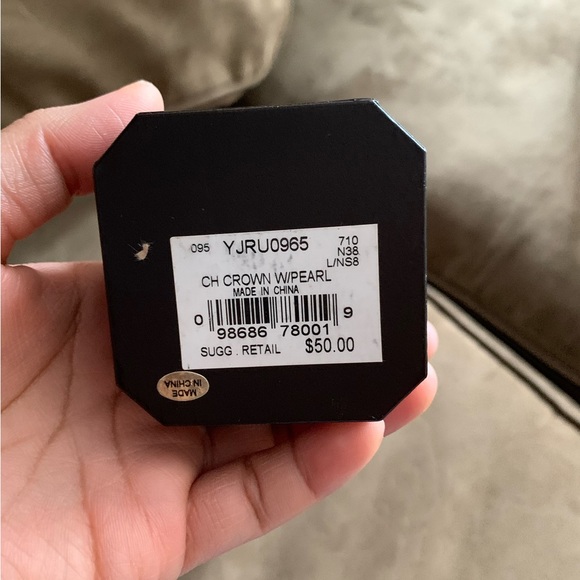 095 YJRU0965 710
N38
L/NS8
CH CROWN W/PEARL
MADE IN CHINA
0 98686 78001 9
SUGG. RETAIL $50.00
MADE
IN CHINA